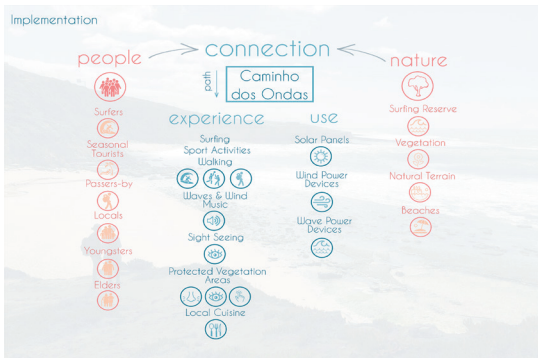 Implementation
people
connection
nature
path
Caminho
dos Ondas
experience
use
Surfers
Seasonal
Tourists
Passers-by
Locals
Youngsters
Elders
Surfing
Sport Activities
Walking
Waves & Wind
Music
Sight Seeing
Protected Vegetation
Areas
Local Cuisine
Solar Panels
Wind Power
Devices
Wave Power
Devices
Surfing Reserve
Vegetation
Natural Terrain
Beaches